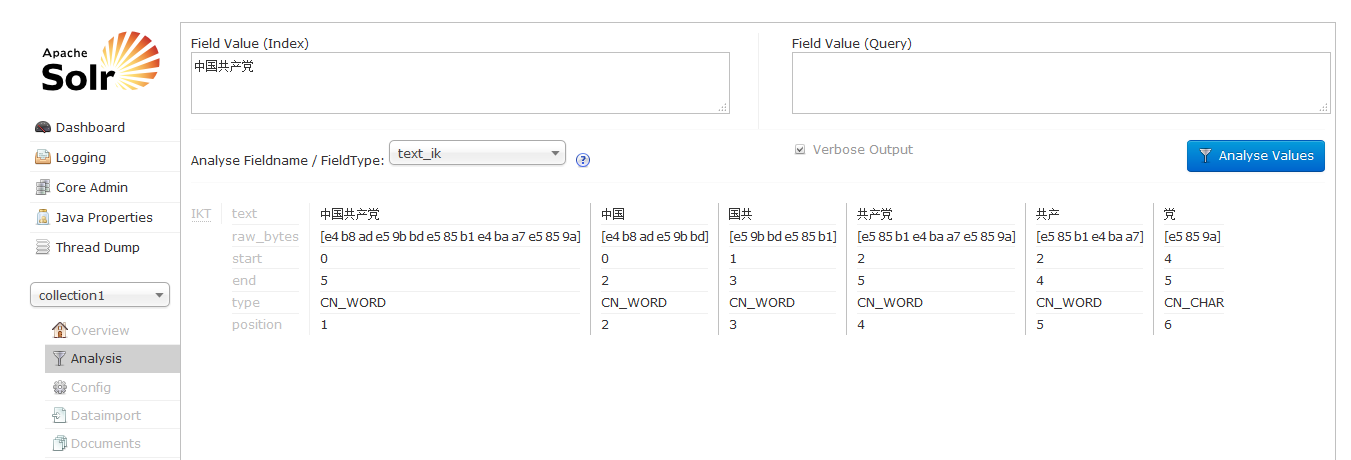 Apache
Solr
Dashboard
Logging
Core Admin
Java Properties
Thread Dump
collection1
Overview
Analysis
Config
Dataimport
Documents
Field Value (Index)
中国共产党
Field Value (Query)
Analyse Fieldname / FieldType: text_ik ?
Verbose Output
Analyse Values
IKT text 中国共产党 中国 国共 共产党 共产 党
raw_bytes [e4 b8 ad e5 9b bd e5 85 b1 e4 ba a7 e5 85 9a] [e4 b8 ad e5 9b bd] [e5 9b bd e5 85 b1] [e5 85 b1 e4 ba a7 e5 85 9a] [e5 85 b1 e4 ba a7] [e5 85 9a]
start 0 0 1 2 2 4
end 5 2 3 5 4 5
type CN_WORD CN_WORD CN_WORD CN_WORD CN_WORD CN_CHAR
position 1 2 3 4 5 6